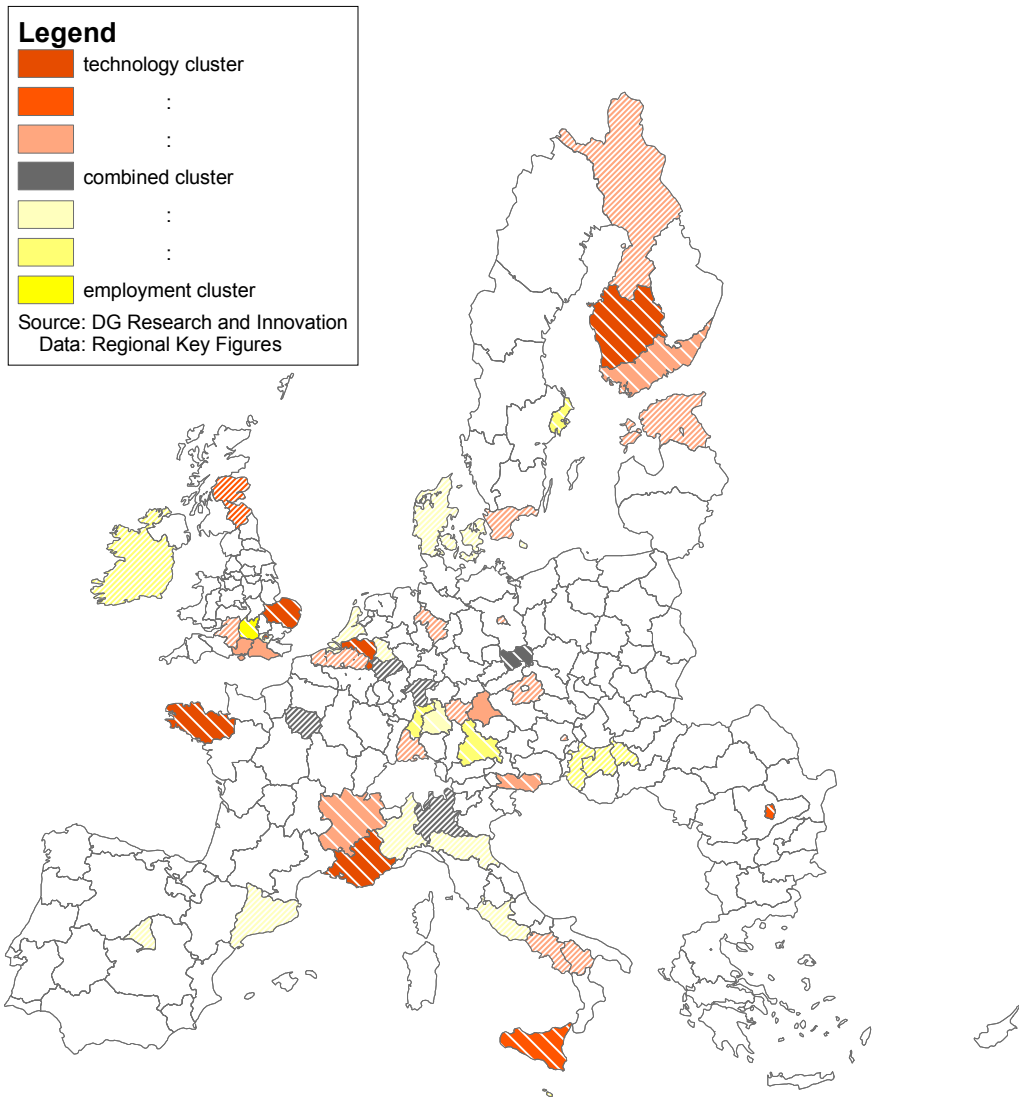 Legend
technology cluster
:
:
combined cluster
:
:
employment cluster
Source: DG Research and Innovation
Data: Regional Key Figures